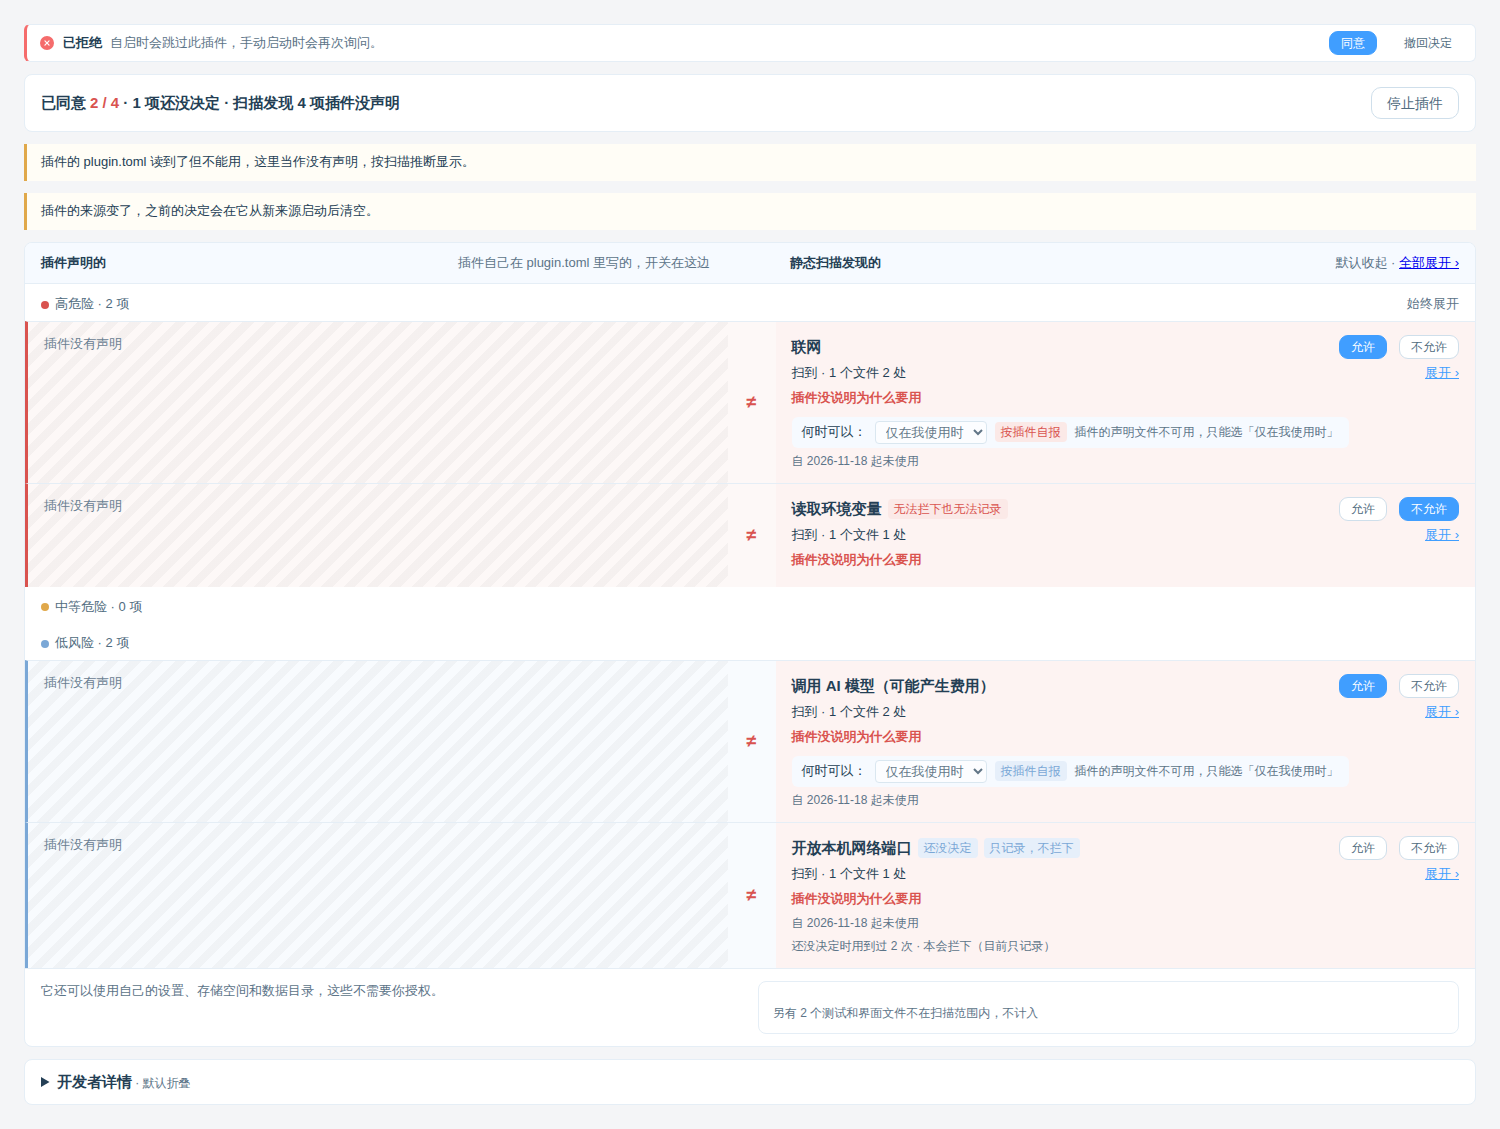 已拒绝 自启时会跳过此插件，手动启动时会再次询问。 同意 撤回决定
已同意 2 / 4 · 1 项还没决定 · 扫描发现 4 项插件没声明 停止插件
插件的 plugin.toml 读到了但不能用，这里当作没有声明，按扫描推断显示。
插件的来源变了，之前的决定会在它从新来源启动后清空。
插件声明的 插件自己在 plugin.toml 里写的，开关在这边 静态扫描发现的 默认收起 · 全部展开 ›
高危险 · 2 项 始终展开
插件没有声明 ≠ 联网 允许 不允许
扫到 · 1 个文件 2 处 展开 ›
插件没说明为什么要用
何时可以： 仅在我使用时 按插件自报 插件的声明文件不可用，只能选「仅在我使用时」
自 2026-11-18 起未使用
插件没有声明 ≠ 读取环境变量 无法拦下也无法记录 允许 不允许
扫到 · 1 个文件 1 处 展开 ›
插件没说明为什么要用
中等危险 · 0 项
低风险 · 2 项
插件没有声明 ≠ 调用 AI 模型（可能产生费用） 允许 不允许
扫到 · 1 个文件 2 处 展开 ›
插件没说明为什么要用
何时可以： 仅在我使用时 按插件自报 插件的声明文件不可用，只能选「仅在我使用时」
自 2026-11-18 起未使用
插件没有声明 ≠ 开放本机网络端口 还没决定 只记录，不拦下 允许 不允许
扫到 · 1 个文件 1 处 展开 ›
插件没说明为什么要用
自 2026-11-18 起未使用
还没决定时用到过 2 次 · 本会拦下（目前只记录）
它还可以使用自己的设置、存储空间和数据目录，这些不需要你授权。
另有 2 个测试和界面文件不在扫描范围内，不计入
▶ 开发者详情 · 默认折叠